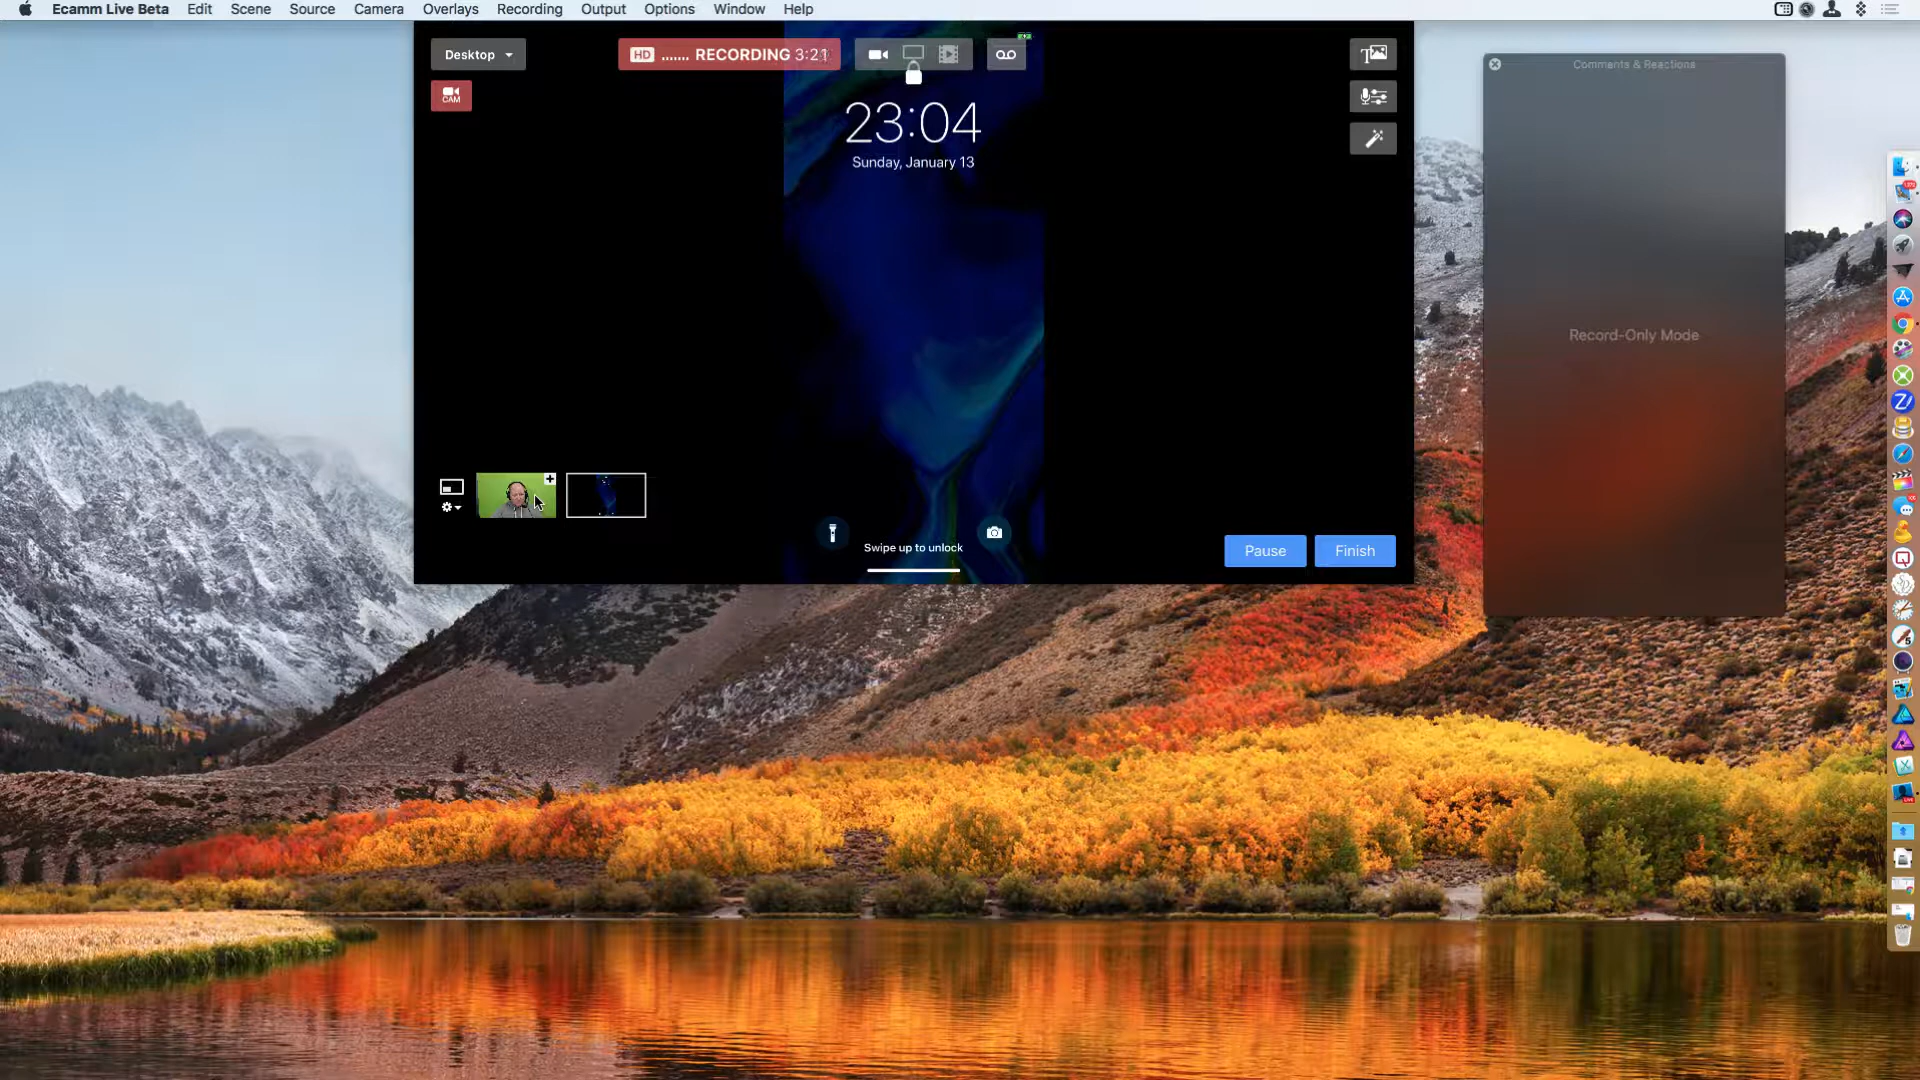 Ecamm Live Beta Edit Scene Source Camera Overlays Recording Output Options Window Help
Desktop
HD ....... RECORDING 3:21
CAM
23:04
Sunday, January 13
Swipe up to unlock
Pause Finish
Comments & Reactions
Record-Only Mode